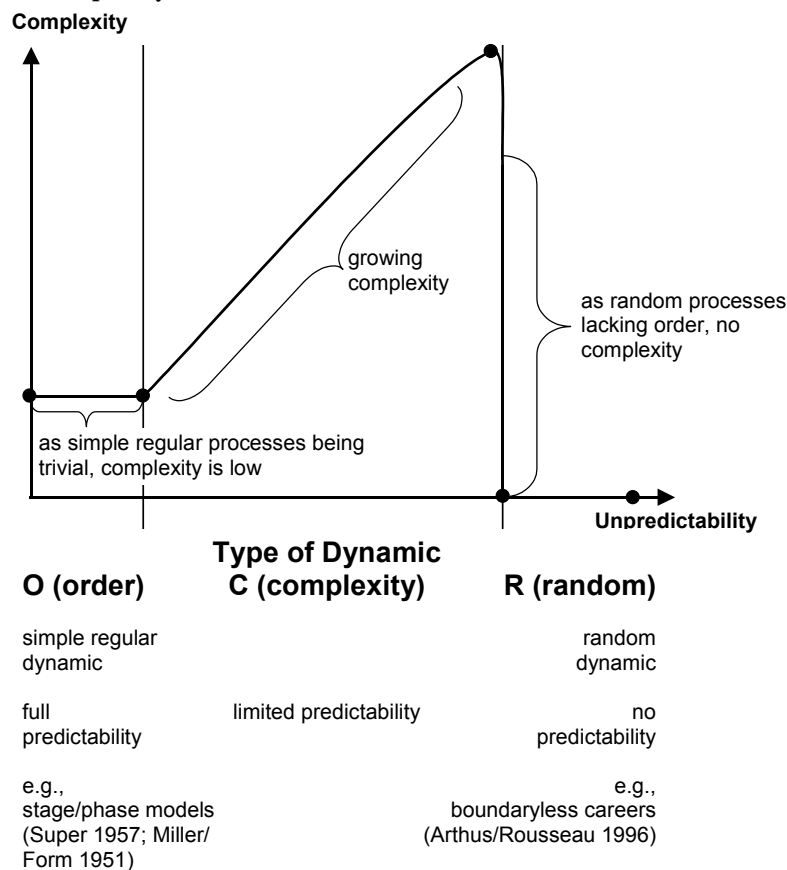 Complexity
growing
complexity
as random processes
lacking order, no
complexity
as simple regular processes being
trivial, complexity is low
Unpredictability
Type of Dynamic
O (order)
C (complexity)
R (random)
simple regular
dynamic
random
dynamic
full
predictability
limited predictability
no
predictability
e.g.,
stage/phase models
(Super 1957; Miller/
Form 1951)
e.g.,
boundaryless careers
(Arthus/Rousseau 1996)